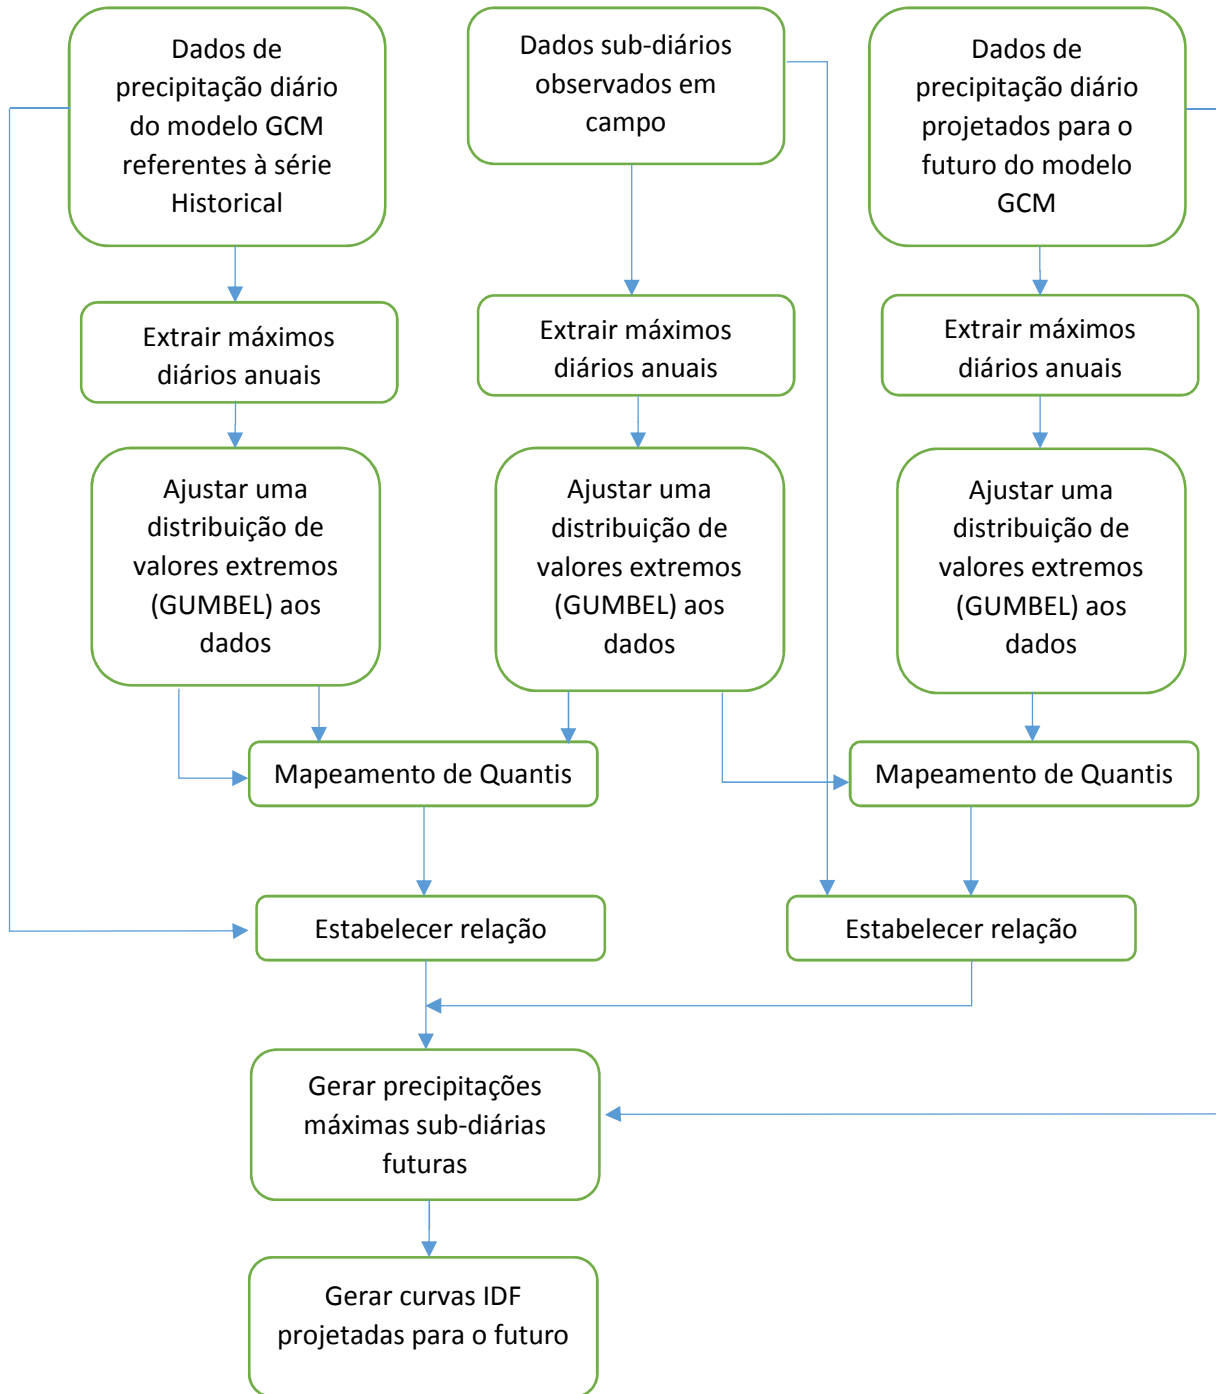 Dados de
precipitação diário
do modelo GCM
referentes à série
Historical
Dados sub-diários
observados em
campo
Dados de
precipitação diário
projetados para o
futuro do modelo
GCM
Extrair máximos
diários anuais
Extrair máximos
diários anuais
Extrair máximos
diários anuais
Ajustar uma
distribuição de
valores extremos
(GUMBEL) aos
dados
Ajustar uma
distribuição de
valores extremos
(GUMBEL) aos
dados
Ajustar uma
distribuição de
valores extremos
(GUMBEL) aos
dados
Mapeamento de Quantis
Mapeamento de Quantis
Estabelecer relação
Estabelecer relação
Gerar precipitações
máximas sub-diárias
futuras
Gerar curvas IDF
projetadas para o futuro